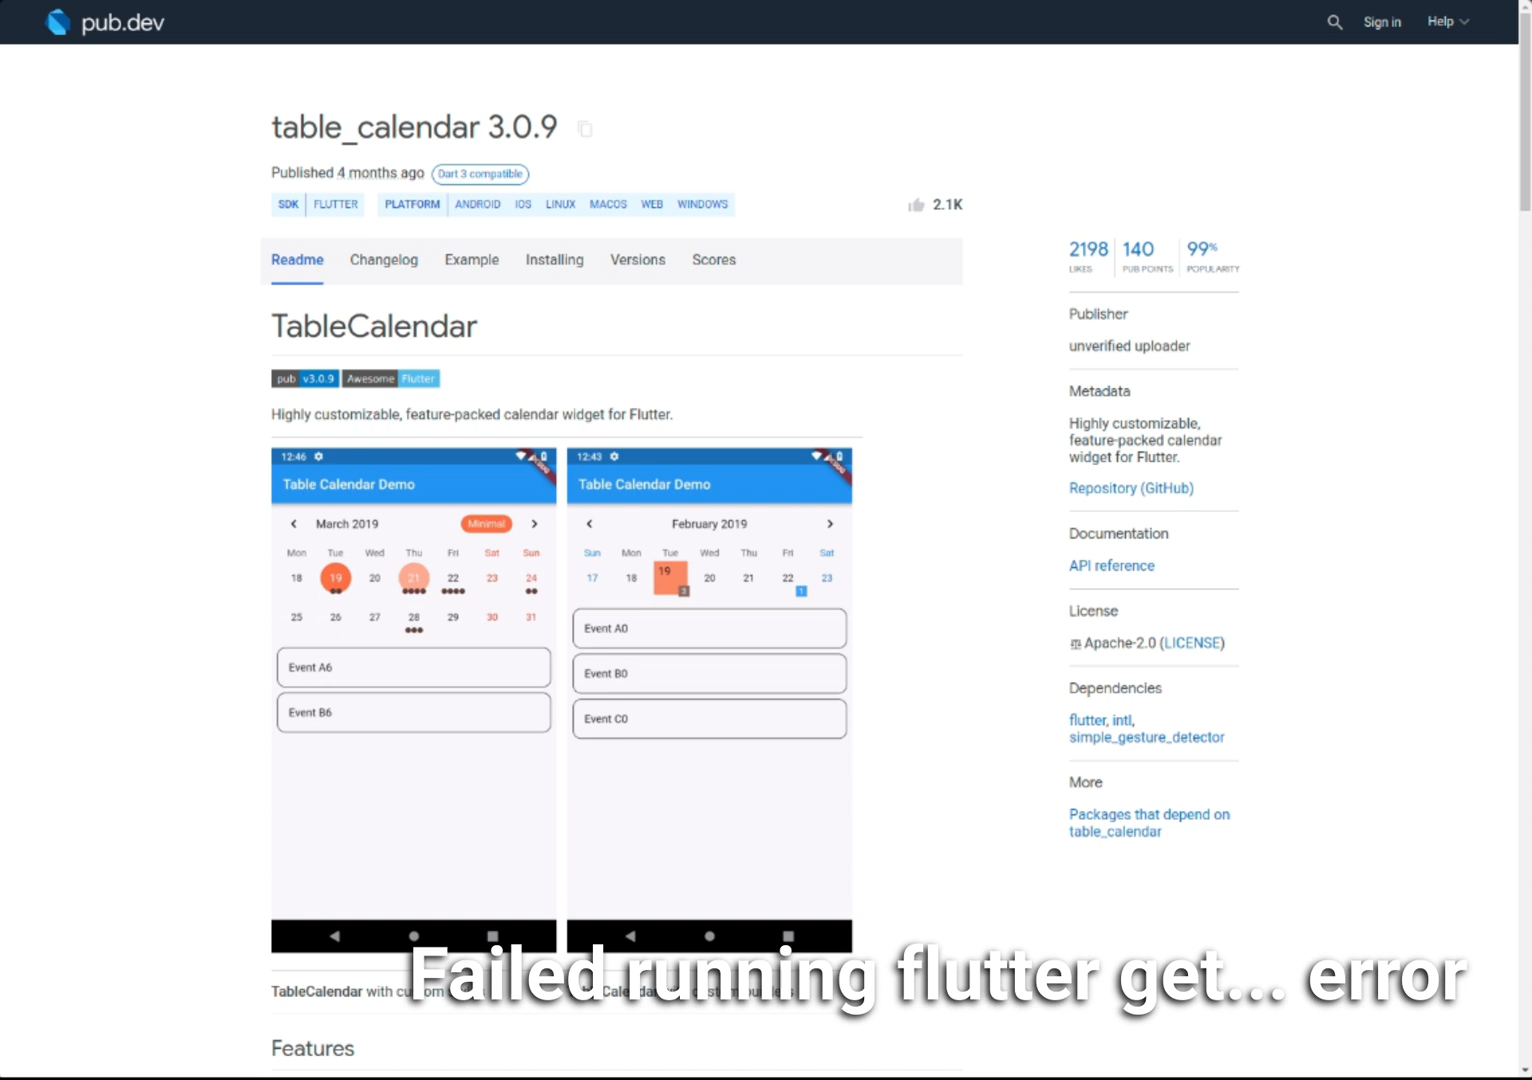 pub.dev
Sign in
Help
table_calendar 3.0.9
Published 4 months ago
Dart 3 compatible
SDK FLUTTER PLATFORM ANDROID IOS LINUX MACOS WEB WINDOWS
2.1K
Readme Changelog Example Installing Versions Scores
TableCalendar
pub v3.0.9 Awesome Flutter
Highly customizable, feature-packed calendar widget for Flutter.
12:46
Table Calendar Demo
March 2019
Minimal
Mon Tue Wed Thu Fri Sat Sun
18 19 20 21 22 23 24
25 26 27 28 29 30 31
Event A6
Event B6
12:43
Table Calendar Demo
February 2019
Sun Mon Tue Wed Thu Fri Sat
17 18 19 20 21 22 23
3
1
Event A0
Event B0
Event C0
TableCalendar with
Failed running flutter get... error
Features
2198 140 99%
LIKES PUB POINTS POPULARITY
Publisher
unverified uploader
Metadata
Highly customizable,
feature-packed calendar
widget for Flutter.
Repository (GitHub)
Documentation
API reference
License
Apache-2.0 (LICENSE)
Dependencies
flutter, intl,
simple_gesture_detector
More
Packages that depend on
table_calendar